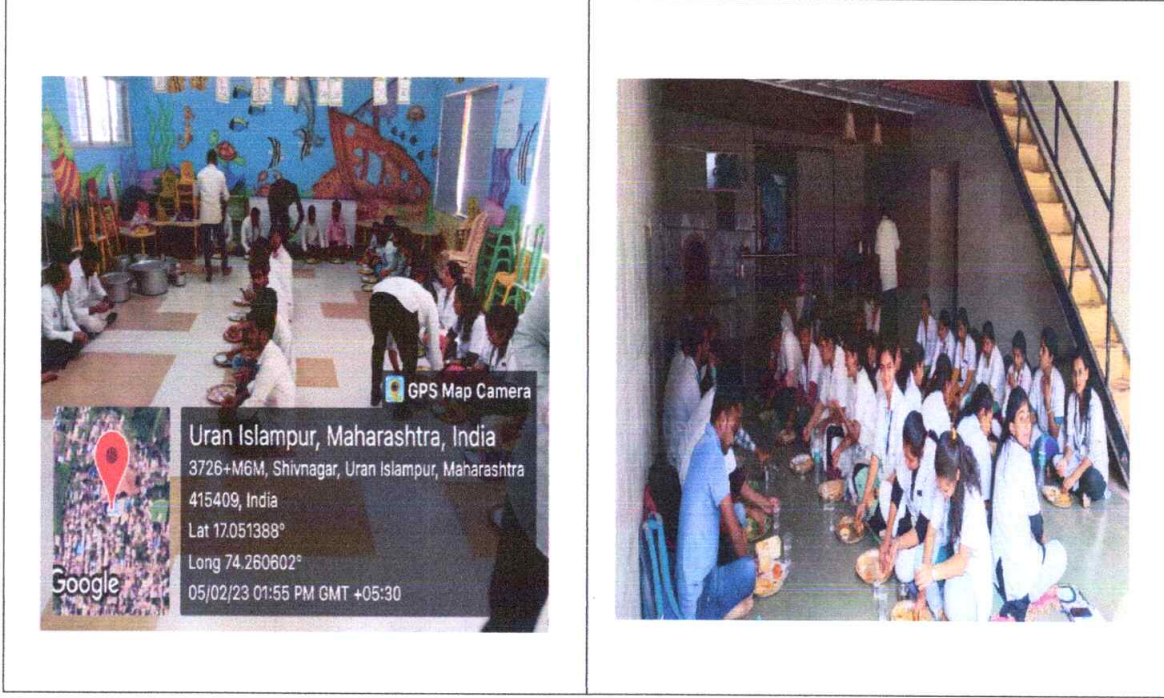 GPS Map Camera
Uran Islampur, Maharashtra, India
3726+M6M, Shivnagar, Uran Islampur, Maharashtra
415409, India
Lat 17.051388°
Long 74.260602°
05/02/23 01:55 PM GMT +05:30
Google